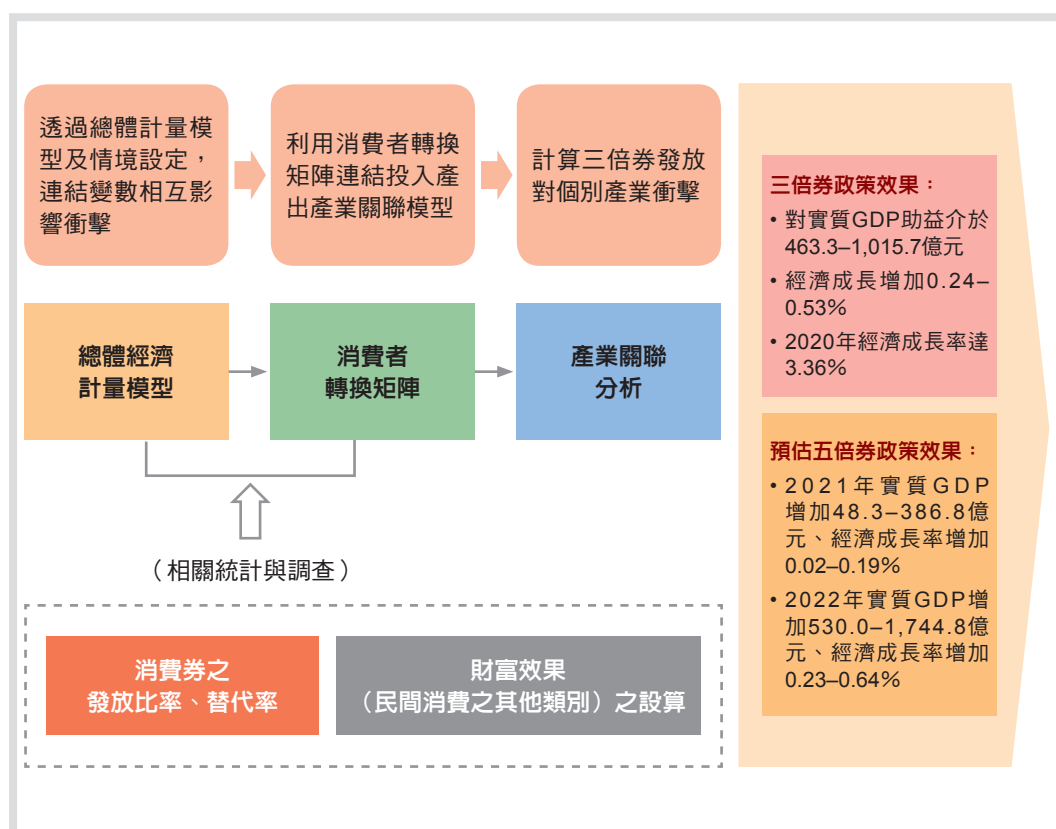 透過總體計量模
型及情境設定，
連結變數相互影
響衝擊
利用消費者轉換
矩陣連結投入產
出產業關聯模型
計算三倍券發放
對個別產業衝擊
總體經濟
計量模型
消費者
轉換矩陣
產業關聯
分析
（相關統計與調查）
消費券之
發放比率、替代率
財富效果
（民間消費之其他類別）之設算
三倍券政策效果：
• 對實質GDP助益介於
463.3–1,015.7億元
• 經濟成長增加0.24–
0.53%
• 2020年經濟成長率達
3.36%
預估五倍券政策效果：
• 2021年實質GDP
增加48.3–386.8億
元、經濟成長率增加
0.02–0.19%
• 2022年實質GDP增
加530.0–1,744.8億
元、經濟成長率增加
0.23–0.64%